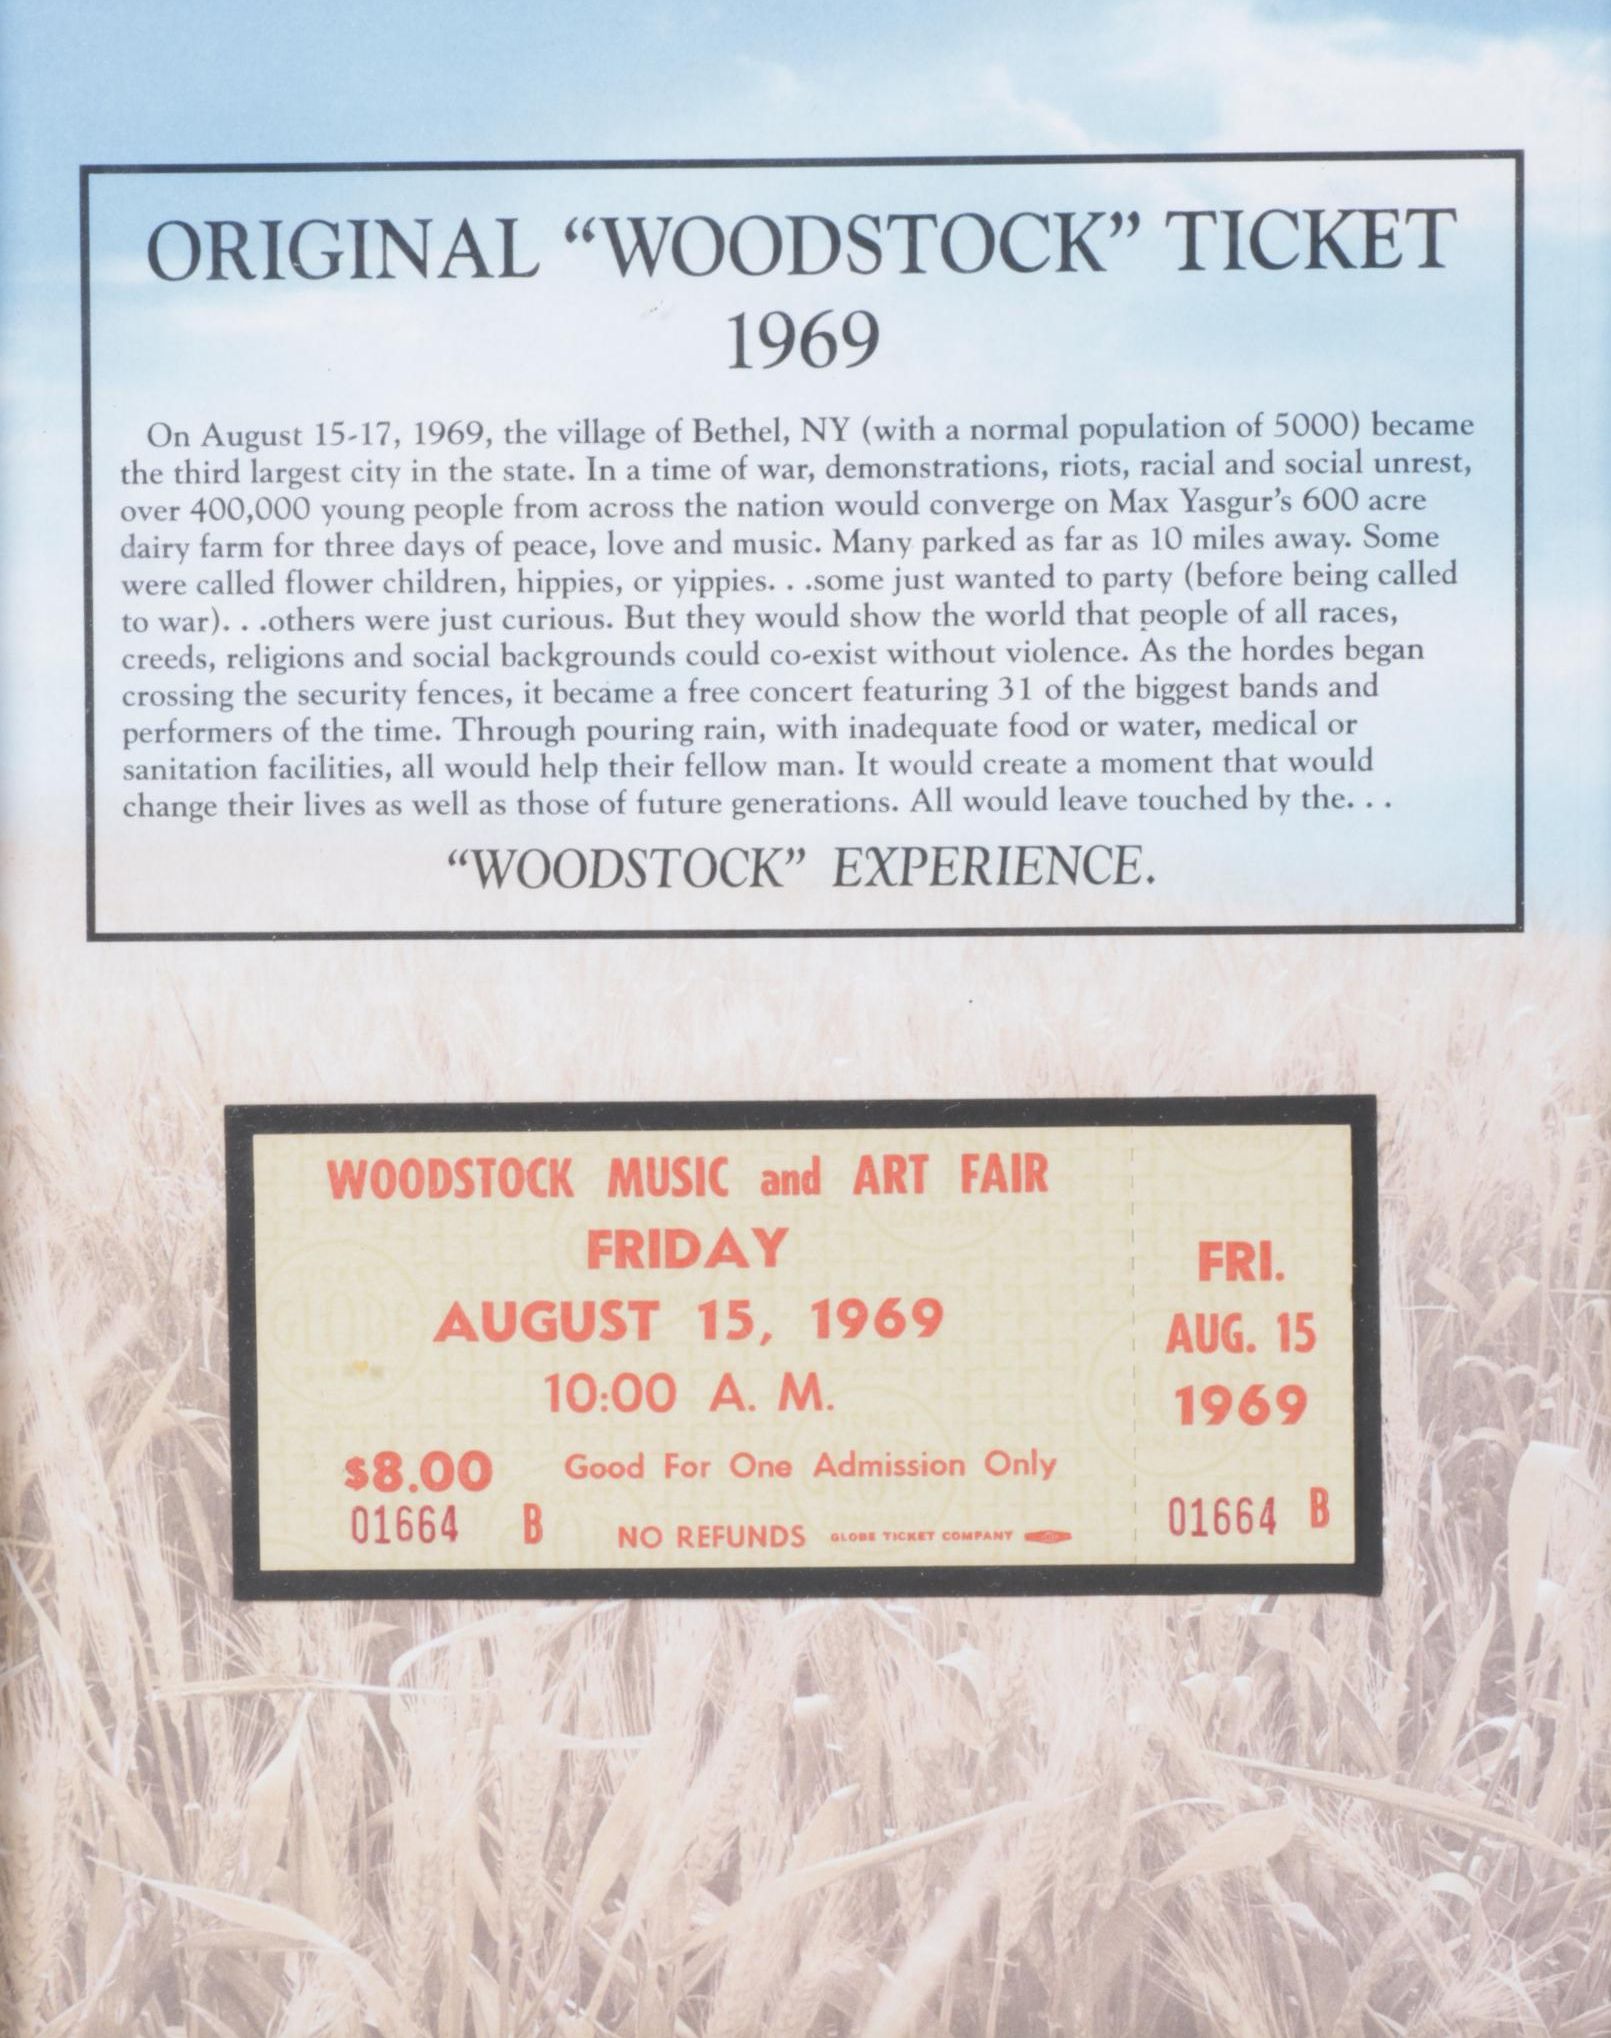 ORIGINAL “WOODSTOCK” TICKET
1969
On August 15-17, 1969, the village of Bethel, NY (with a normal population of 5000) became
the third largest city in the state. In a time of war, demonstrations, riots, racial and social unrest,
over 400,000 young people from across the nation would converge on Max Yasgur’s 600 acre
dairy farm for three days of peace, love and music. Many parked as far as 10 miles away. Some
were called flower children, hippies, or yippies. . .some just wanted to party (before being called
to war). . .others were just curious. But they would show the world that people of all races,
creeds, religions and social backgrounds could co-exist without violence. As the hordes began
crossing the security fences, it became a free concert featuring 31 of the biggest bands and
performers of the time. Through pouring rain, with inadequate food or water, medical or
sanitation facilities, all would help their fellow man. It would create a moment that would
change their lives as well as those of future generations. All would leave touched by the. . .
“WOODSTOCK” EXPERIENCE.
WOODSTOCK MUSIC and ART FAIR
FRIDAY
AUGUST 15, 1969
10:00 A. M.
$8.00 Good For One Admission Only
01664 B NO REFUNDS GLOBE TICKET COMPANY
FRI.
AUG. 15
1969
01664 B